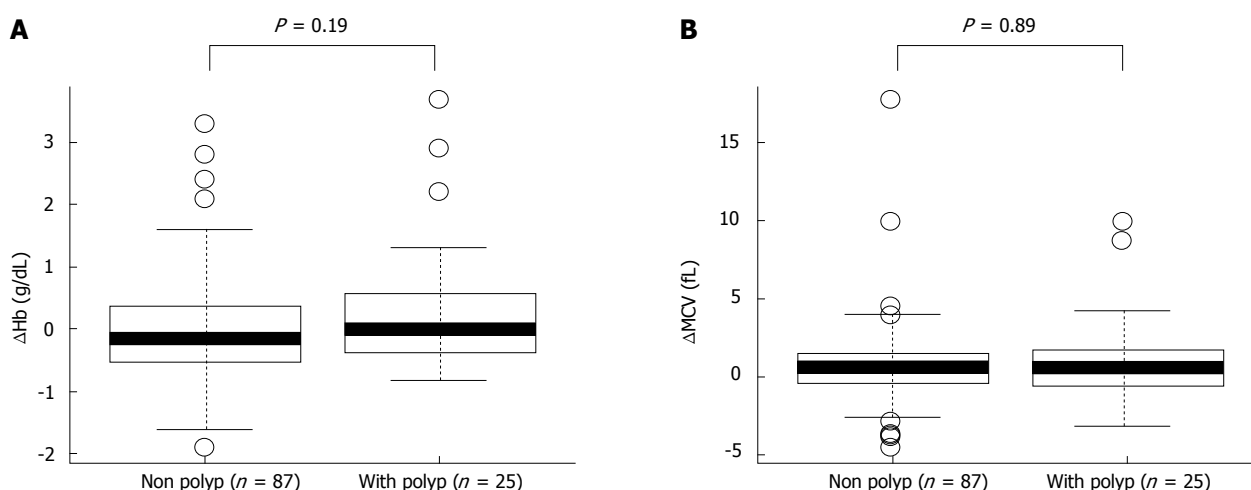 A
P = 0.19
ΔHb (g/dL)
3
2
1
0
-1
-2
Non polyp (n = 87)
With polyp (n = 25)
B
P = 0.89
ΔMCV (fL)
15
10
5
0
-5
Non polyp (n = 87)
With polyp (n = 25)